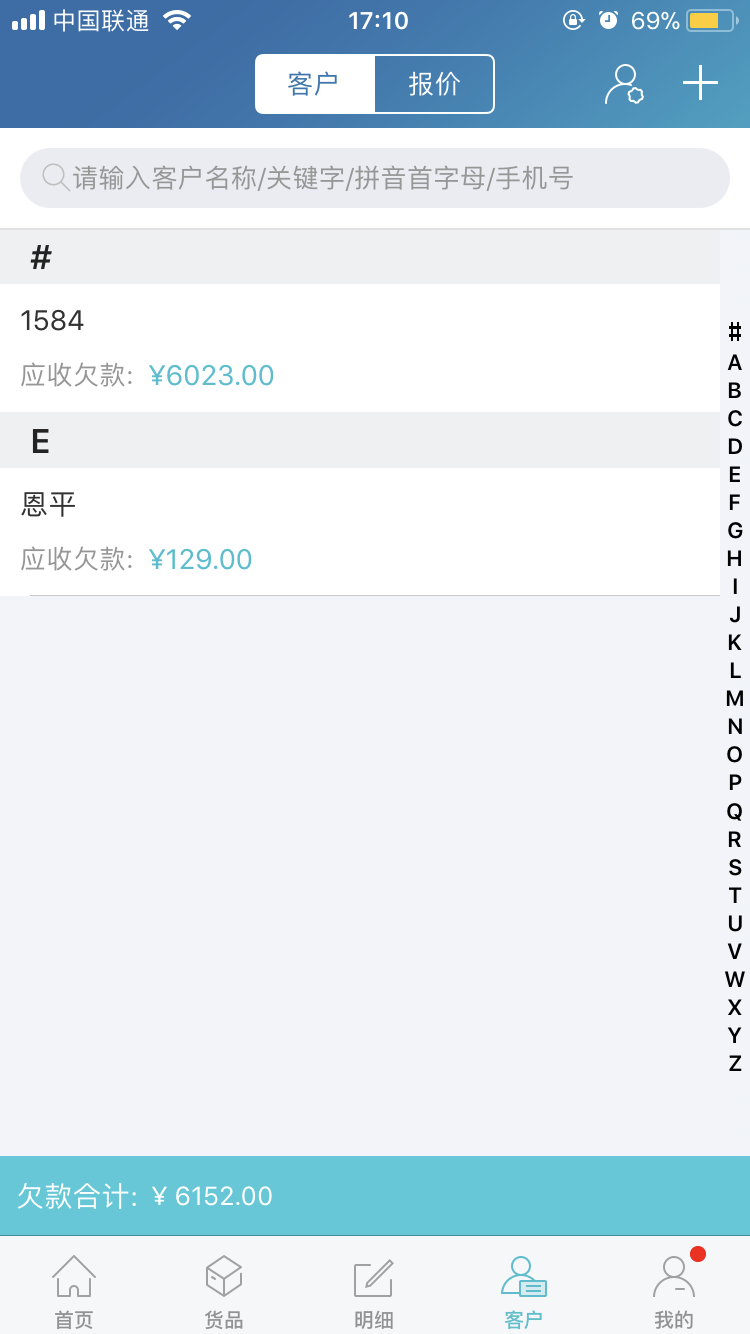 中国联通 17:10 69%
客户 报价
请输入客户名称/关键字/拼音首字母/手机号
#
1584
应收欠款: ¥6023.00
E
恩平
应收欠款: ¥129.00
#
A
B
C
D
E
F
G
H
I
J
K
L
M
N
O
P
Q
R
S
T
U
V
W
X
Y
Z
欠款合计: ¥ 6152.00
首页 货品 明细 客户 我的